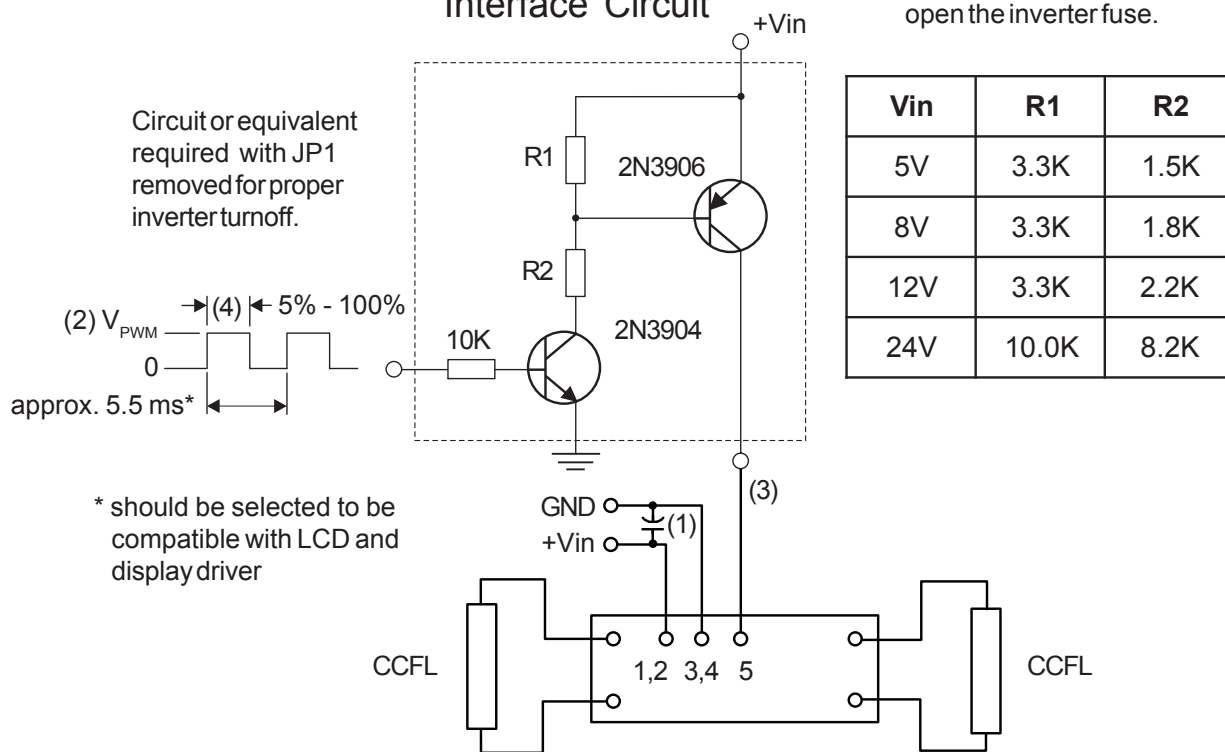 Interface Circuit
open the inverter fuse.
+Vin
Circuit or equivalent
required with JP1
removed for proper
inverter turnoff.
R1
2N3906
R2
2N3904
10K
(2) VPWM
(4)
5% - 100%
0
approx. 5.5 ms*
* should be selected to be
compatible with LCD and
display driver
Vin R1 R2
5V 3.3K 1.5K
8V 3.3K 1.8K
12V 3.3K 2.2K
24V 10.0K 8.2K
(3)
GND
(1)
+Vin
CCFL
1,2 3,4 5
CCFL